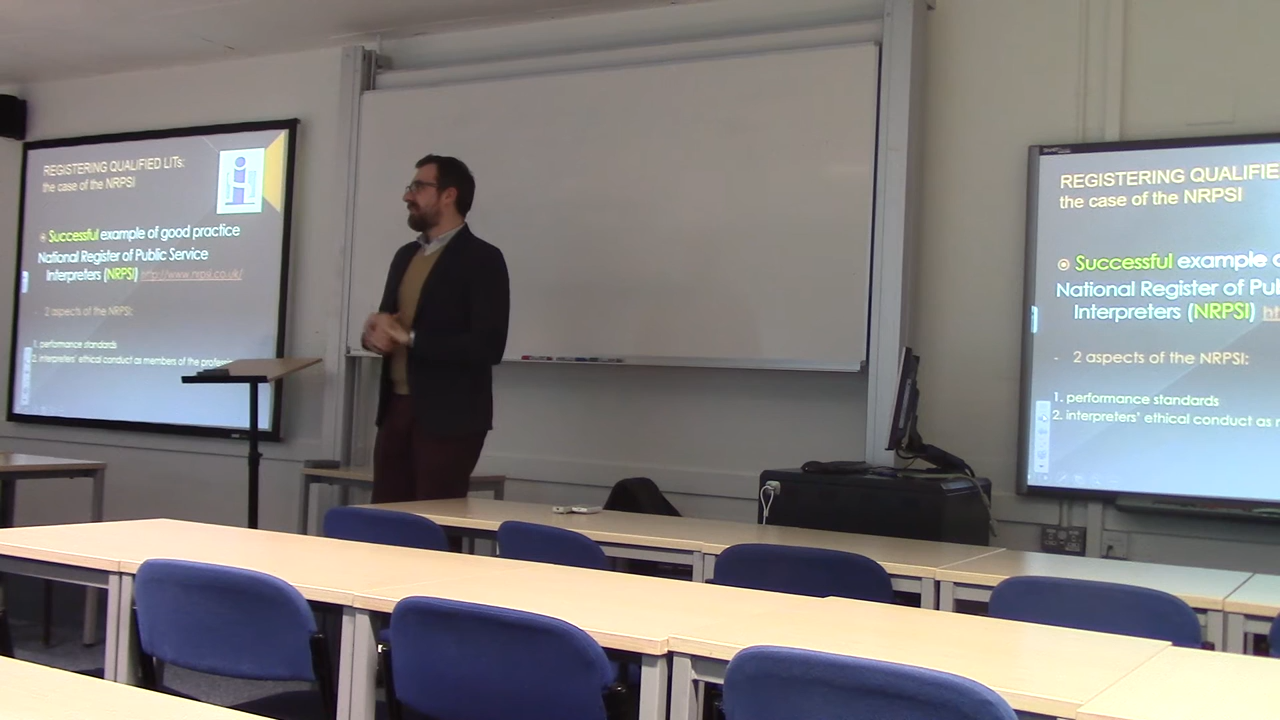 REGISTERING QUALIFIED LITs:
the case of the NRPSI
Successful example of good practice
National Register of Public Service
Interpreters (NRPSI) http://www.nrpsi.co.uk/
- 2 aspects of the NRPSI:
1. performance standards
2. interpreters' ethical conduct as members of the
REGISTERING QUALIFIE
the case of the NRPSI
Successful example
National Register of Pu
Interpreters (NRPSI) ht
- 2 aspects of the NRPSI:
1. performance standards
2. interpreters' ethical conduct as